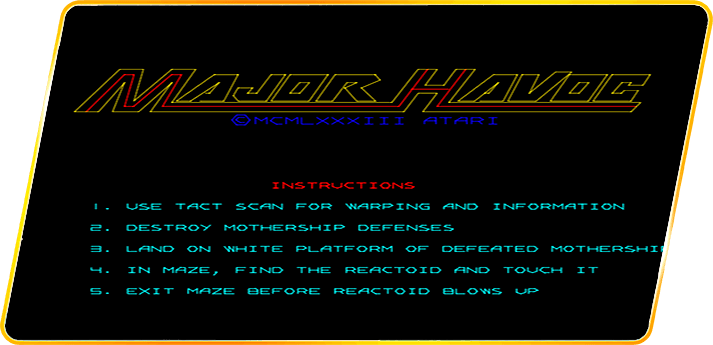 MAJOR HAVOC
©MCMLXXXIII ATARI
INSTRUCTIONS
1. USE TACT SCAN FOR WARPING AND INFORMATION
2. DESTROY MOTHERSHIP DEFENSES
3. LAND ON WHITE PLATFORM OF DEFEATED MOTHERSHIP
4. IN MAZE, FIND THE REACTOID AND TOUCH IT
5. EXIT MAZE BEFORE REACTOID BLOWS UP